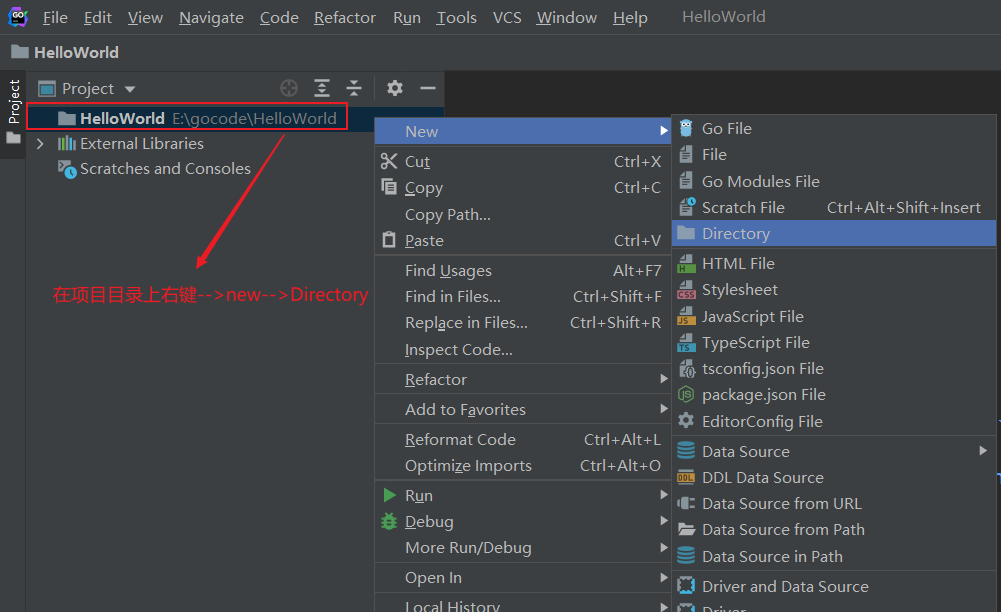 GO File Edit View Navigate Code Refactor Run Tools VCS Window Help HelloWorld
HelloWorld
Project
Project
HelloWorld E:\gocode\HelloWorld
External Libraries
Scratches and Consoles
在项目目录上右键-->new-->Directory
New
Cut Ctrl+X
Copy Ctrl+C
Copy Path...
Paste Ctrl+V
Find Usages Alt+F7
Find in Files... Ctrl+Shift+F
Replace in Files... Ctrl+Shift+R
Inspect Code...
Refactor
Add to Favorites
Reformat Code Ctrl+Alt+L
Optimize Imports Ctrl+Alt+O
Run
Debug
More Run/Debug
Open In
Local History
Go File
File
Go Modules File
Scratch File Ctrl+Alt+Shift+Insert
Directory
H HTML File
CSS Stylesheet
JS JavaScript File
TS TypeScript File
tsconfig.json File
JS package.json File
EditorConfig File
Data Source
DDL DDL Data Source
Data Source from URL
Data Source from Path
Data Source in Path
Driver and Data Source
Driver